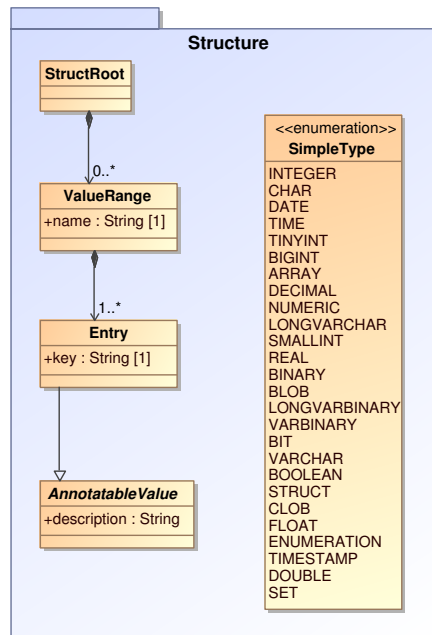 Structure
StructRoot
0..*
ValueRange
+name : String [1]
1..*
Entry
+key : String [1]
AnnotatableValue
+description : String
<<enumeration>>
SimpleType
INTEGER
CHAR
DATE
TIME
TINYINT
BIGINT
ARRAY
DECIMAL
NUMERIC
LONGVARCHAR
SMALLINT
REAL
BINARY
BLOB
LONGVARBINARY
VARBINARY
BIT
VARCHAR
BOOLEAN
STRUCT
CLOB
FLOAT
ENUMERATION
TIMESTAMP
DOUBLE
SET